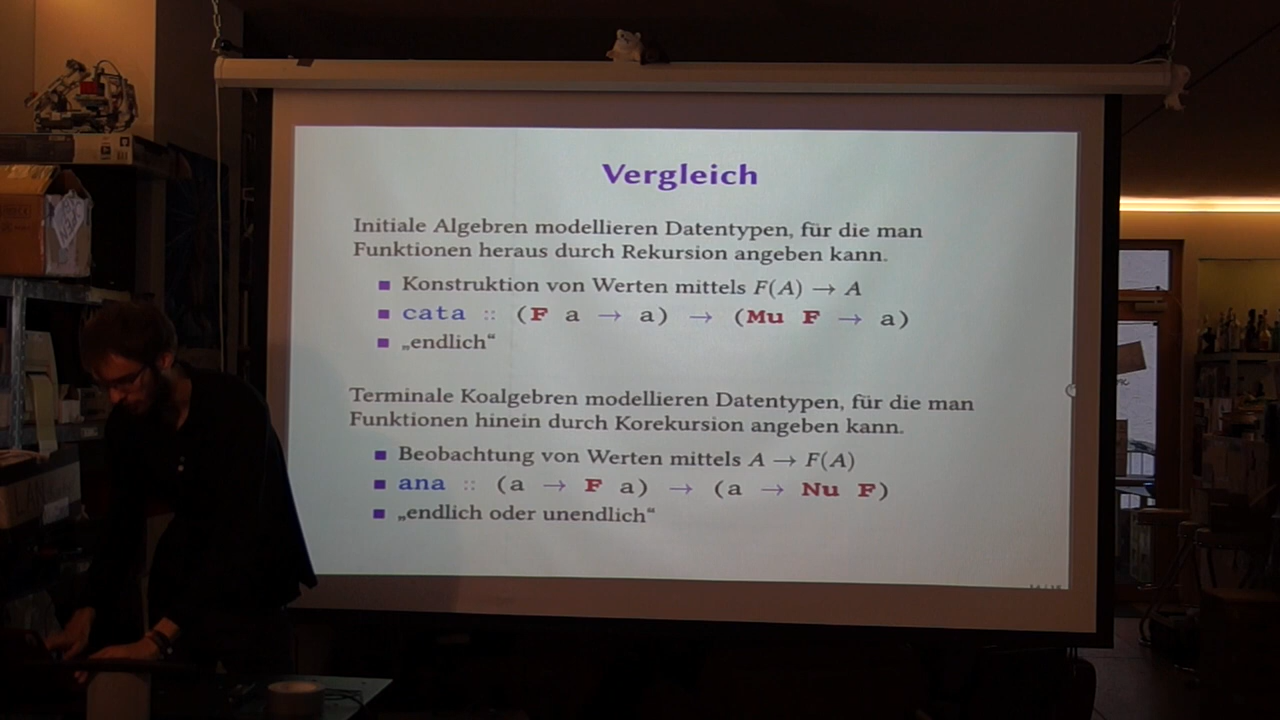 Vergleich
Initiale Algebren modellieren Datentypen, für die man
Funktionen heraus durch Rekursion angeben kann.
■ Konstruktion von Werten mittels F(A) → A
■ cata :: (F a → a) → (Mu F → a)
■ „endlich“
Terminale Koalgebren modellieren Datentypen, für die man
Funktionen hinein durch Korekursion angeben kann.
■ Beobachtung von Werten mittels A → F(A)
■ ana :: (a → F a) → (a → Nu F)
■ „endlich oder unendlich“